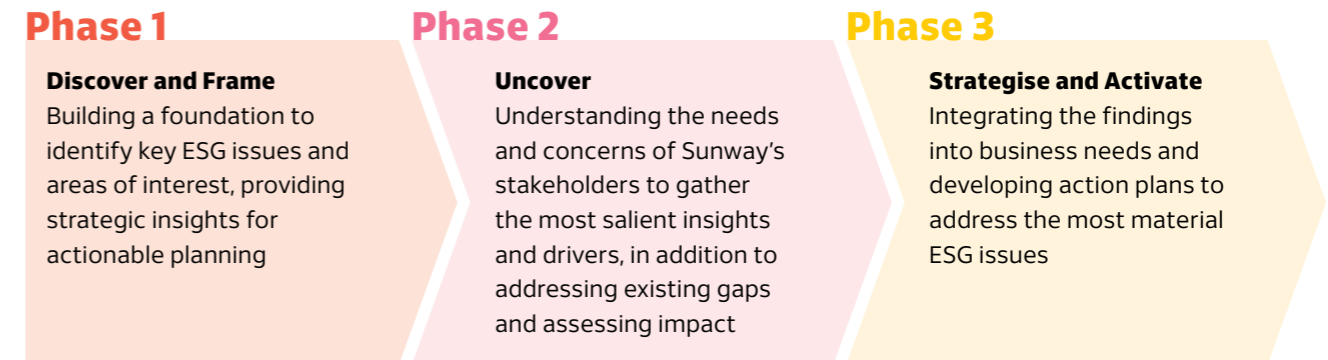 Phase 1
Discover and Frame
Building a foundation to
identify key ESG issues and
areas of interest, providing
strategic insights for
actionable planning
Phase 2
Uncover
Understanding the needs
and concerns of Sunway's
stakeholders to gather
the most salient insights
and drivers, in addition to
addressing existing gaps
and assessing impact
Phase 3
Strategise and Activate
Integrating the findings
into business needs and
developing action plans to
address the most material
ESG issues